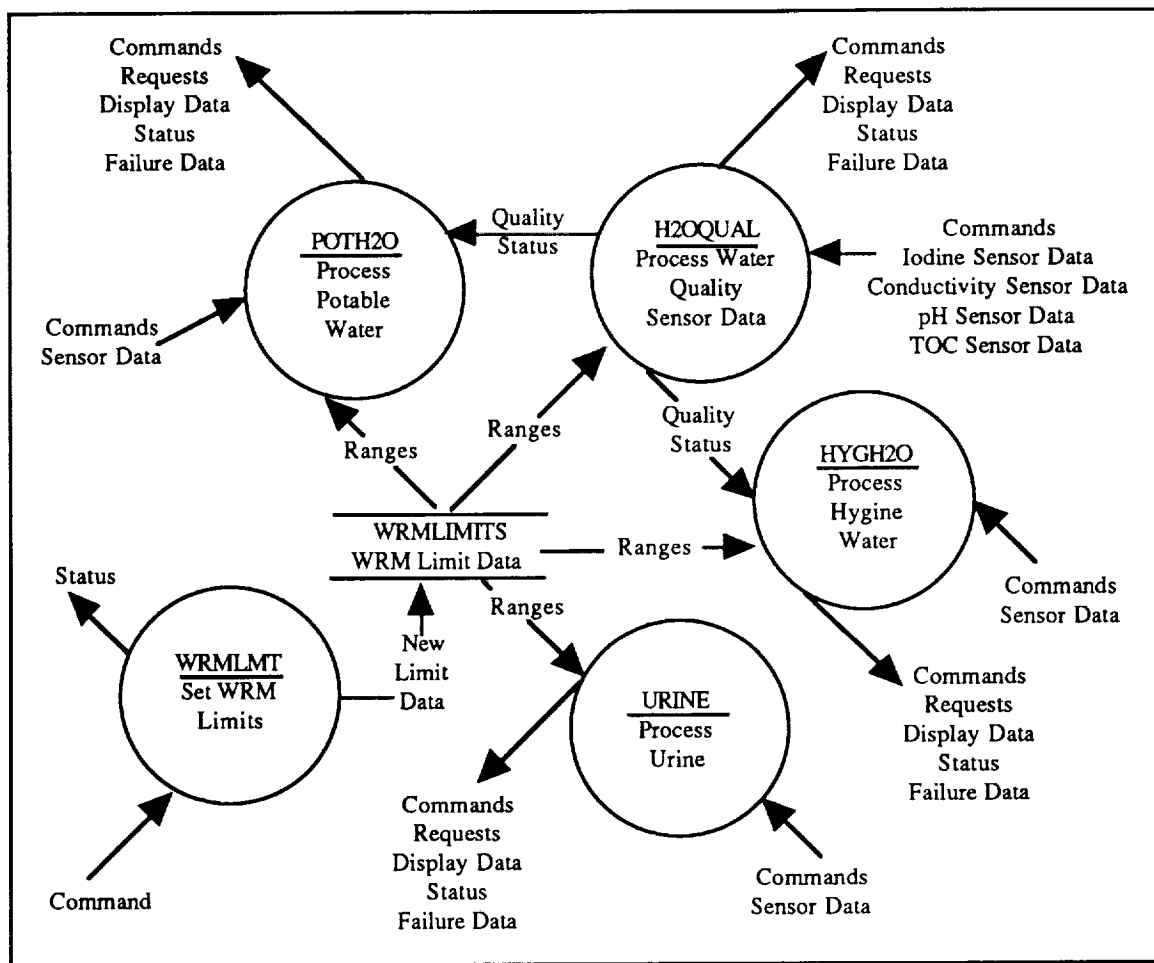 Commands
Requests
Display Data
Status
Failure Data
Commands
Requests
Display Data
Status
Failure Data
POTH2O
Process
Potable
Water
Quality
Status
H2OQUAL
Process Water
Quality
Sensor Data
Commands
Iodine Sensor Data
Conductivity Sensor Data
pH Sensor Data
TOC Sensor Data
Commands
Sensor Data
Ranges
Ranges
Quality
Status
HYGH2O
Process
Hygine
Water
WRMLIMITS
WRM Limit Data
Ranges
Commands
Sensor Data
Status
WRMLMT
Set WRM
Limits
New
Limit
Data
Ranges
URINE
Process
Urine
Commands
Requests
Display Data
Status
Failure Data
Commands
Requests
Display Data
Status
Failure Data
Command
Commands
Sensor Data